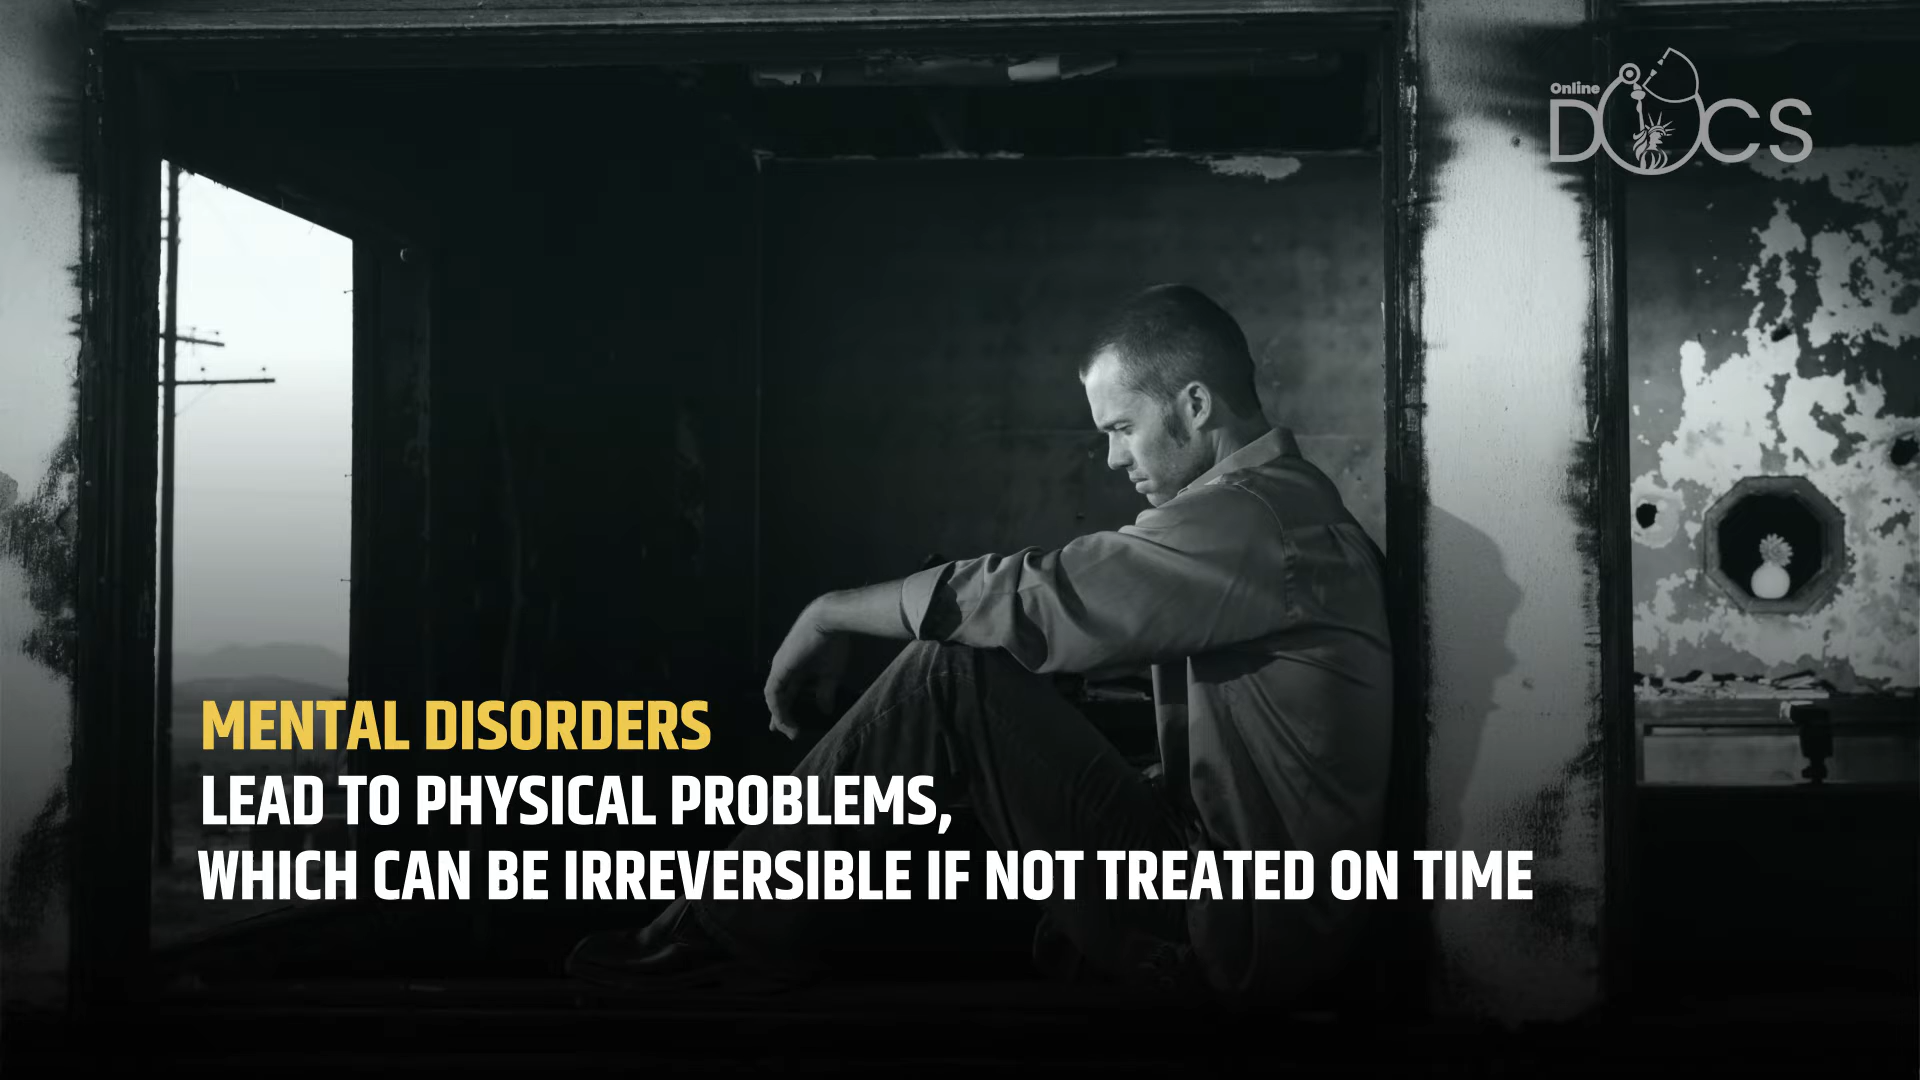 Online
DOCS
MENTAL DISORDERS
LEAD TO PHYSICAL PROBLEMS,
WHICH CAN BE IRREVERSIBLE IF NOT TREATED ON TIME